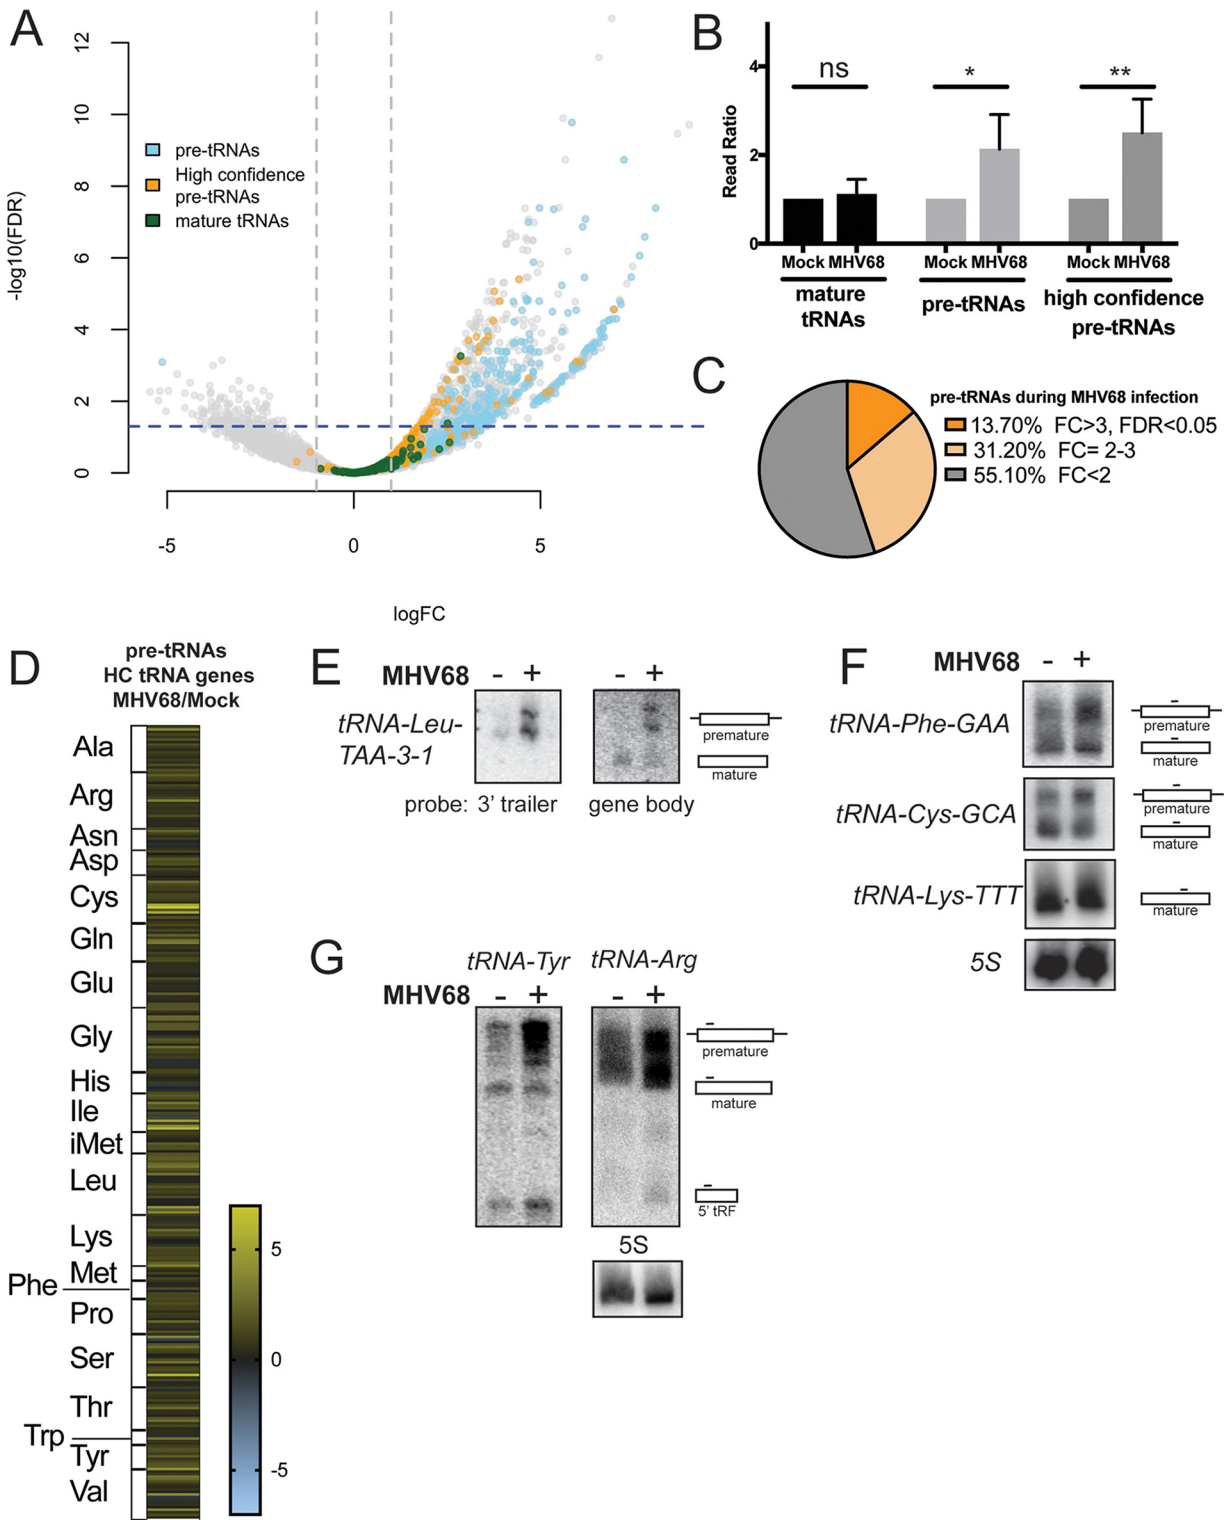 A
12
10
8
6
4
2
0
-log10(FDR)
pre-tRNAs
High confidence
pre-tRNAs
mature tRNAs
-5
0
5
logFC
B
Read Ratio
4
2
0
ns
*
**
Mock MHV68
Mock MHV68
Mock MHV68
mature
tRNAs
pre-tRNAs
high confidence
pre-tRNAs
C
pre-tRNAs during MHV68 infection
13.70% FC>3, FDR<0.05
31.20% FC= 2-3
55.10% FC<2
D
pre-tRNAs
HC tRNA genes
MHV68/Mock
Ala
Arg
Asn
Asp
Cys
Gln
Glu
Gly
His
Ile
iMet
Leu
Lys
Met
Phe
Pro
Ser
Thr
Trp
Tyr
Val
5
0
-5
E
MHV68 - + - +
tRNA-Leu-
TAA-3-1
premature
mature
probe: 3' trailer
gene body
F
MHV68 - +
tRNA-Phe-GAA
premature
mature
tRNA-Cys-GCA
premature
mature
tRNA-Lys-TTT
mature
5S
G
tRNA-Tyr
tRNA-Arg
MHV68 - + - +
premature
mature
5' tRF
5S